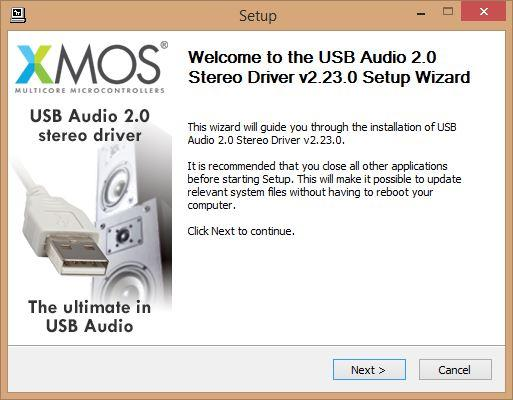 Setup
XMOS®
MULTICORE MICROCONTROLLERS
USB Audio 2.0
stereo driver
The ultimate in
USB Audio
Welcome to the USB Audio 2.0
Stereo Driver v2.23.0 Setup Wizard
This wizard will guide you through the installation of USB
Audio 2.0 Stereo Driver v2.23.0.
It is recommended that you close all other applications
before starting Setup. This will make it possible to update
relevant system files without having to reboot your
computer.
Click Next to continue.
Next >
Cancel